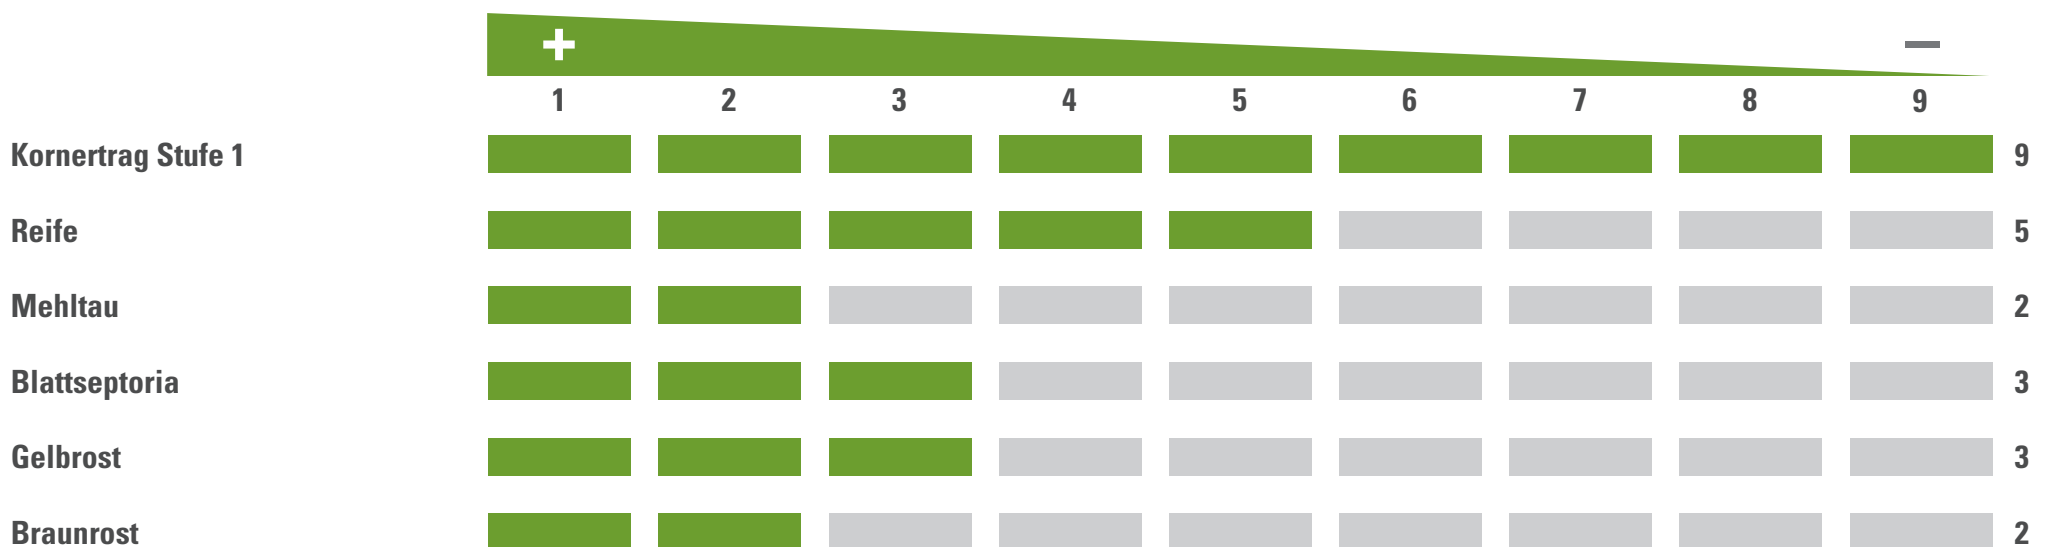 + –
1 2 3 4 5 6 7 8 9
Kornertrag Stufe 1 9
Reife 5
Mehltau 2
Blattseptoria 3
Gelbrost 3
Braunrost 2